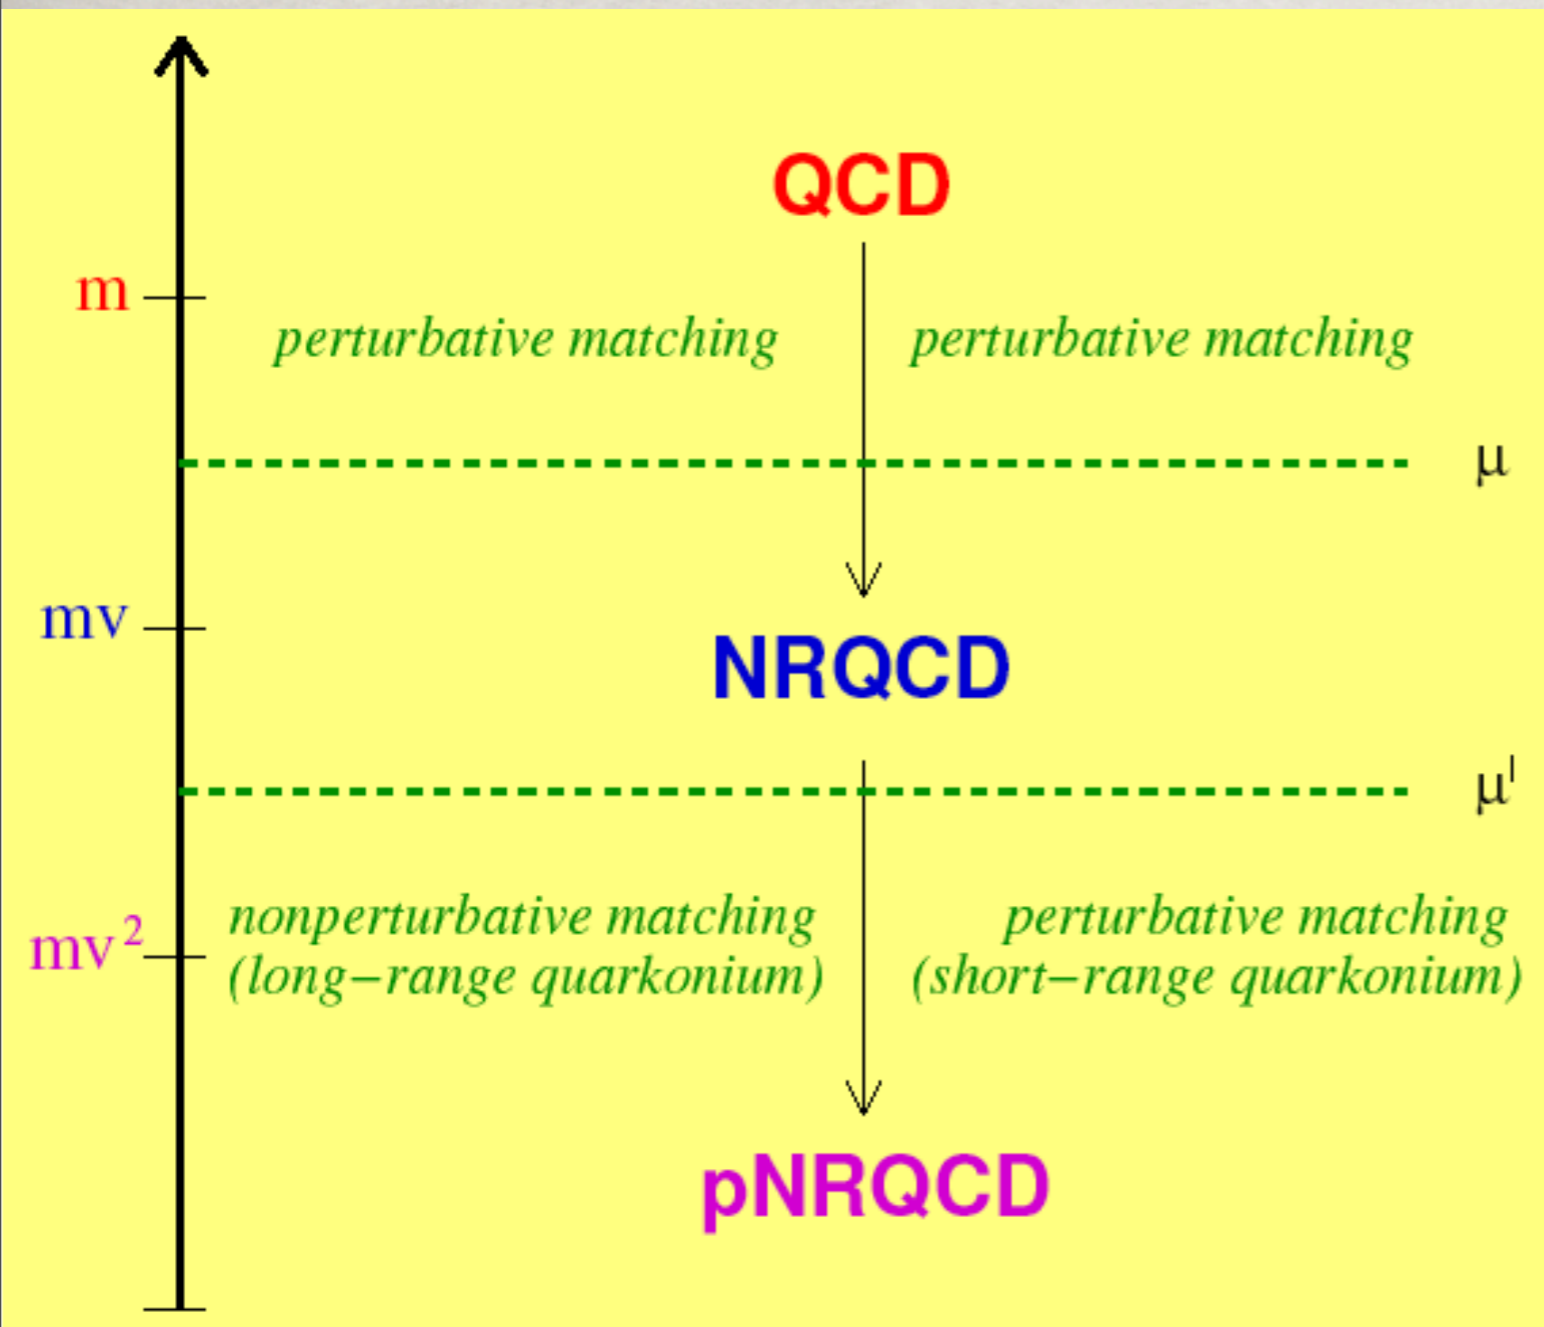 QCD
m
perturbative matching
perturbative matching
μ
mv
NRQCD
μ'
mv²
nonperturbative matching
(long–range quarkonium)
perturbative matching
(short–range quarkonium)
pNRQCD